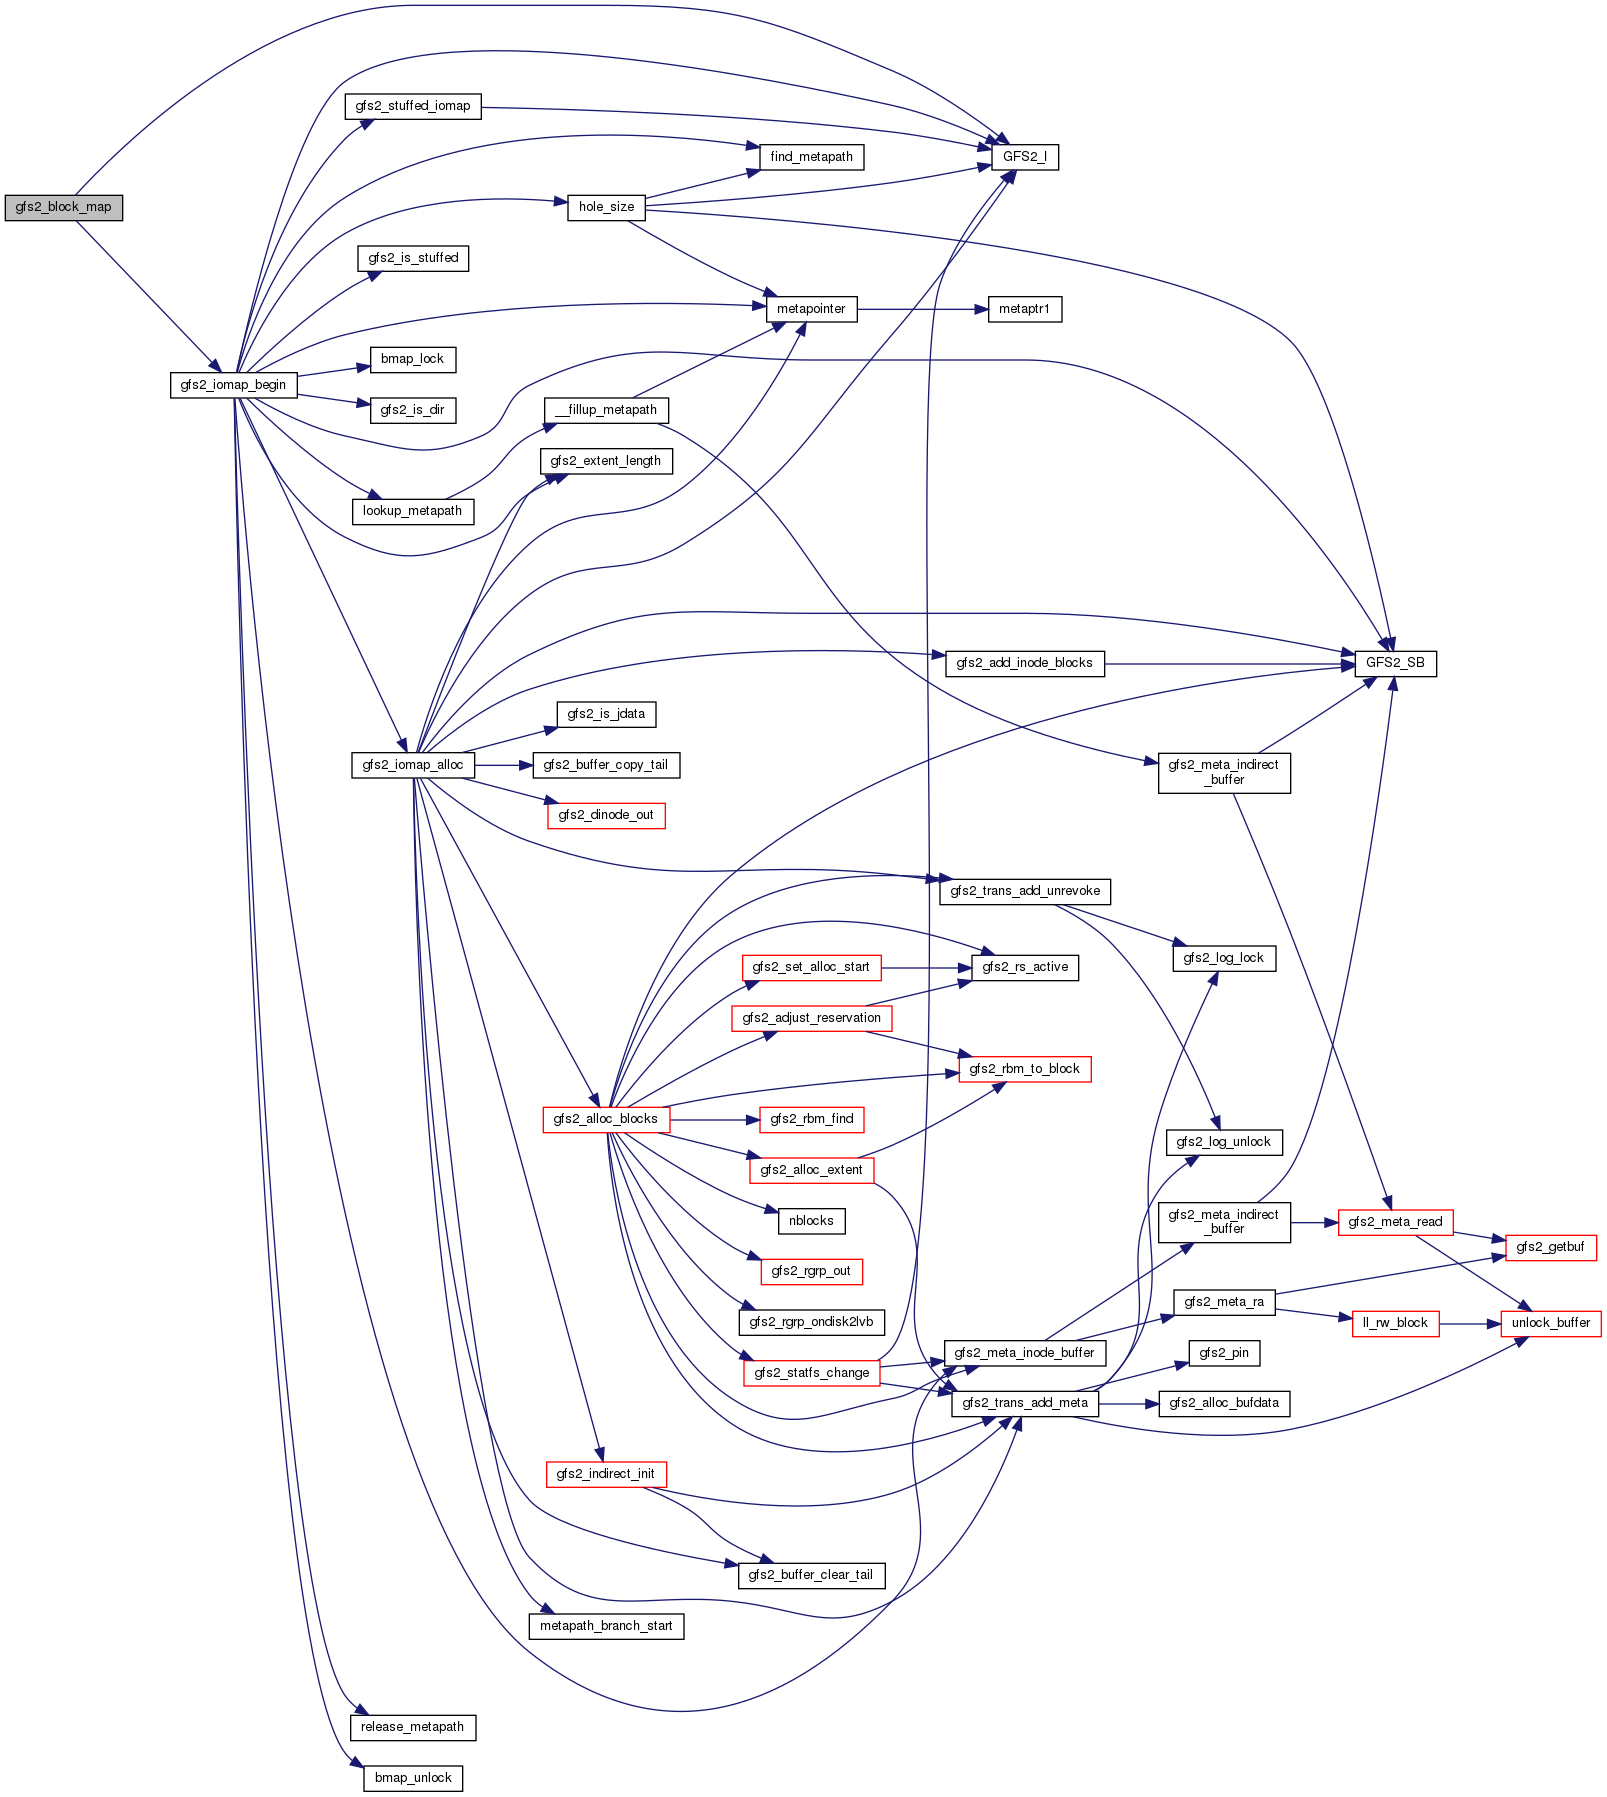 gfs2_stuffed_iomap
find_metapath
GFS2_I
gfs2_block_map
hole_size
gfs2_is_stuffed
metapointer
metaptr1
bmap_lock
gfs2_iomap_begin
gfs2_is_dir
__fillup_metapath
gfs2_extent_length
lookup_metapath
gfs2_add_inode_blocks
GFS2_SB
gfs2_is_jdata
gfs2_iomap_alloc
gfs2_buffer_copy_tail
gfs2_meta_indirect
_buffer
gfs2_dinode_out
gfs2_trans_add_unrevoke
gfs2_log_lock
gfs2_set_alloc_start
gfs2_rs_active
gfs2_adjust_reservation
gfs2_rbm_to_block
gfs2_alloc_blocks
gfs2_rbm_find
gfs2_log_unlock
gfs2_alloc_extent
nblocks
gfs2_meta_indirect
_buffer
gfs2_meta_read
gfs2_getbuf
gfs2_rgrp_out
gfs2_meta_ra
gfs2_rgrp_ondisk2lvb
ll_rw_block
unlock_buffer
gfs2_meta_inode_buffer
gfs2_pin
gfs2_statfs_change
gfs2_trans_add_meta
gfs2_alloc_bufdata
gfs2_indirect_init
gfs2_buffer_clear_tail
metapath_branch_start
release_metapath
bmap_unlock